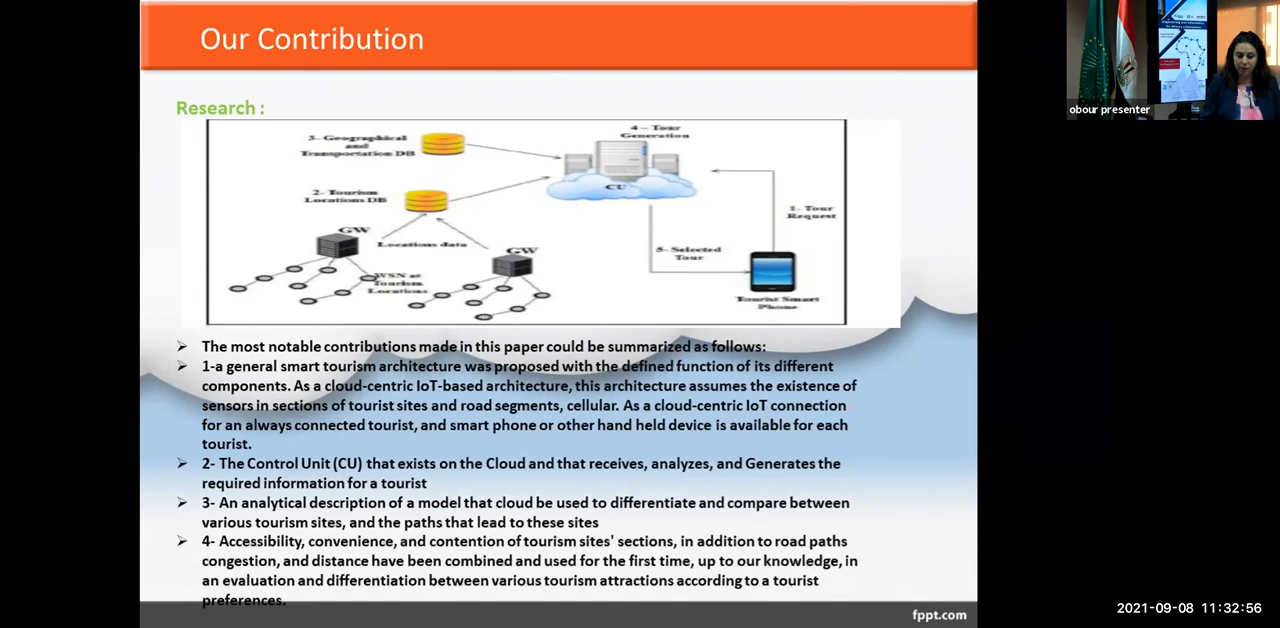 Our Contribution
Research :
3- Geographical
and
Transportation DB
4- Tour
Generation
CU
2- Tourism
Locations DB
1- Tour
Request
GW
Locations data
GW
WSN at
Tourism
Locations
5- Selected
Tour
Tourist Smart
Phone
The most notable contributions made in this paper could be summarized as follows:
1-a general smart tourism architecture was proposed with the defined function of its different
components. As a cloud-centric IoT-based architecture, this architecture assumes the existence of
sensors in sections of tourist sites and road segments, cellular. As a cloud-centric IoT connection
for an always connected tourist, and smart phone or other hand held device is available for each
tourist.
2- The Control Unit (CU) that exists on the Cloud and that receives, analyzes, and Generates the
required information for a tourist
3- An analytical description of a model that cloud be used to differentiate and compare between
various tourism sites, and the paths that lead to these sites
4- Accessibility, convenience, and contention of tourism sites' sections, in addition to road paths
congestion, and distance have been combined and used for the first time, up to our knowledge, in
an evaluation and differentiation between various tourism attractions according to a tourist
preferences.
fppt.com
obour presenter
2021-09-08 11:32:56